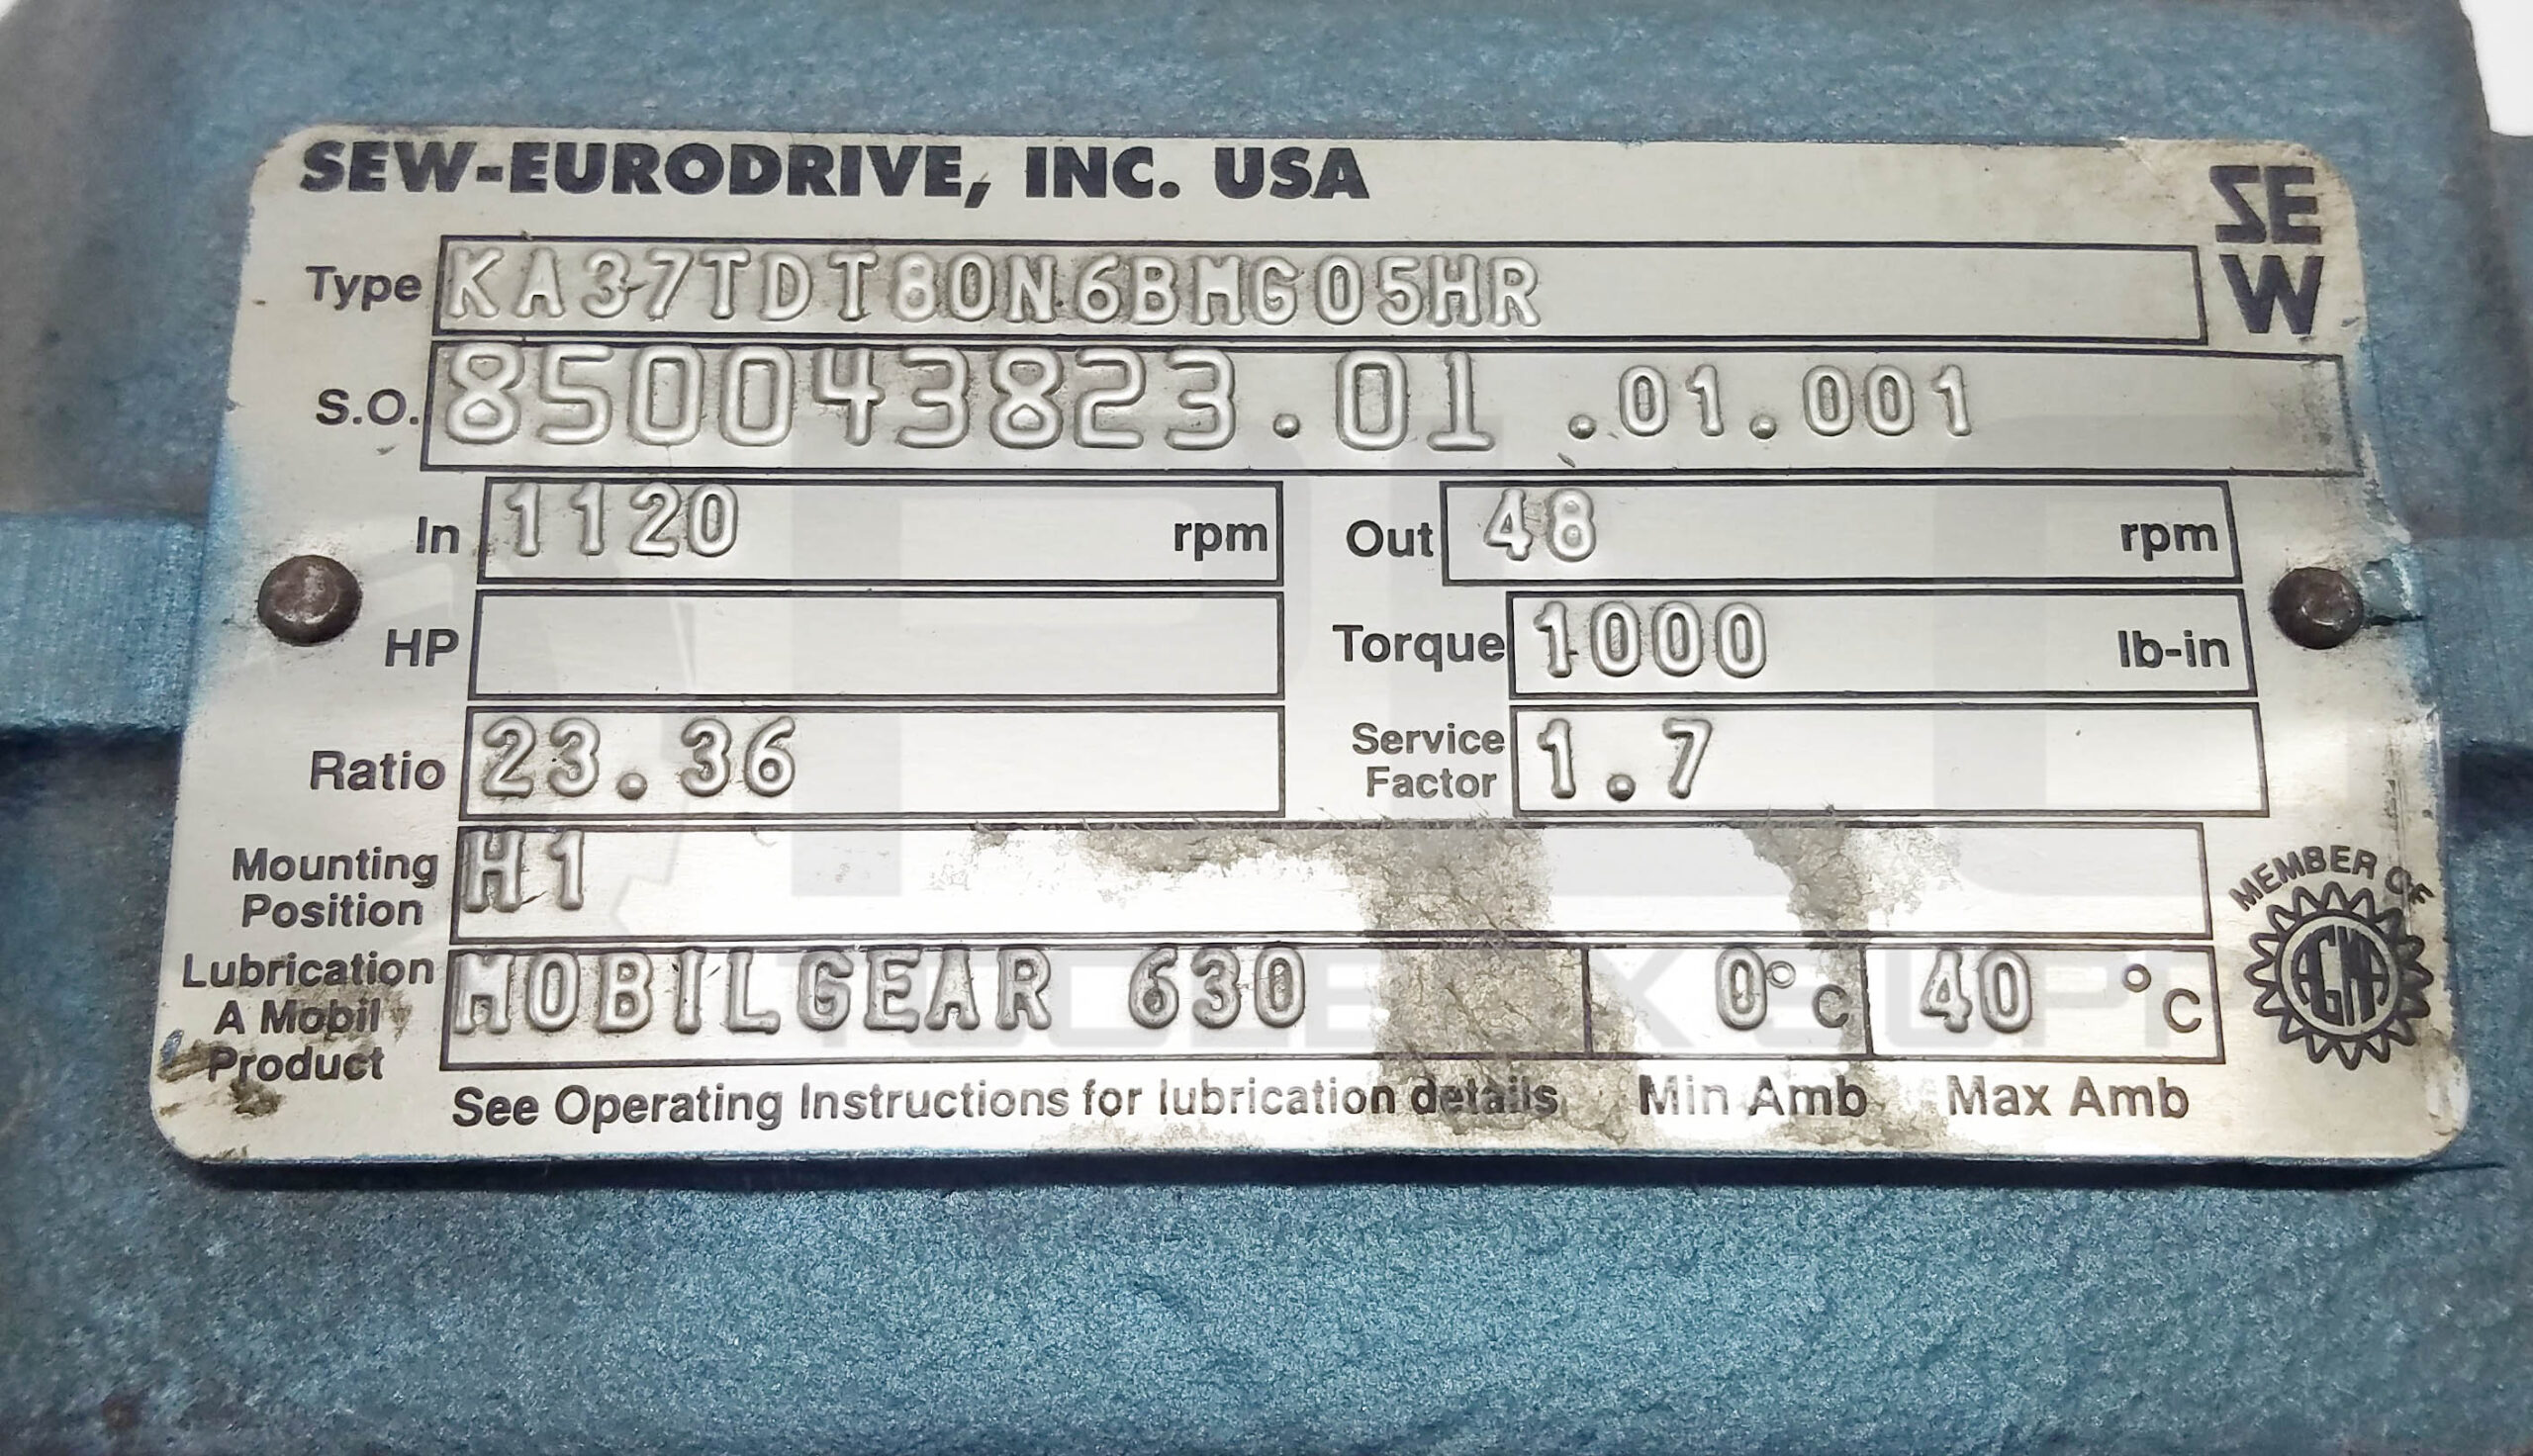 SEW-EURODRIVE, INC. USA
SE
W
Type KA37TDT80N6BMG05HR
S.O. 850043823.01 .01.001
In 1120 rpm Out 48 rpm
HP Torque 1000 lb-in
Ratio 23.36 Service Factor 1.7
Mounting Position H1
Lubrication A Mobil Product MOBILGEAR 630 0°C 40 °C
See Operating Instructions for lubrication details Min Amb Max Amb
MEMBER OF
AGMA